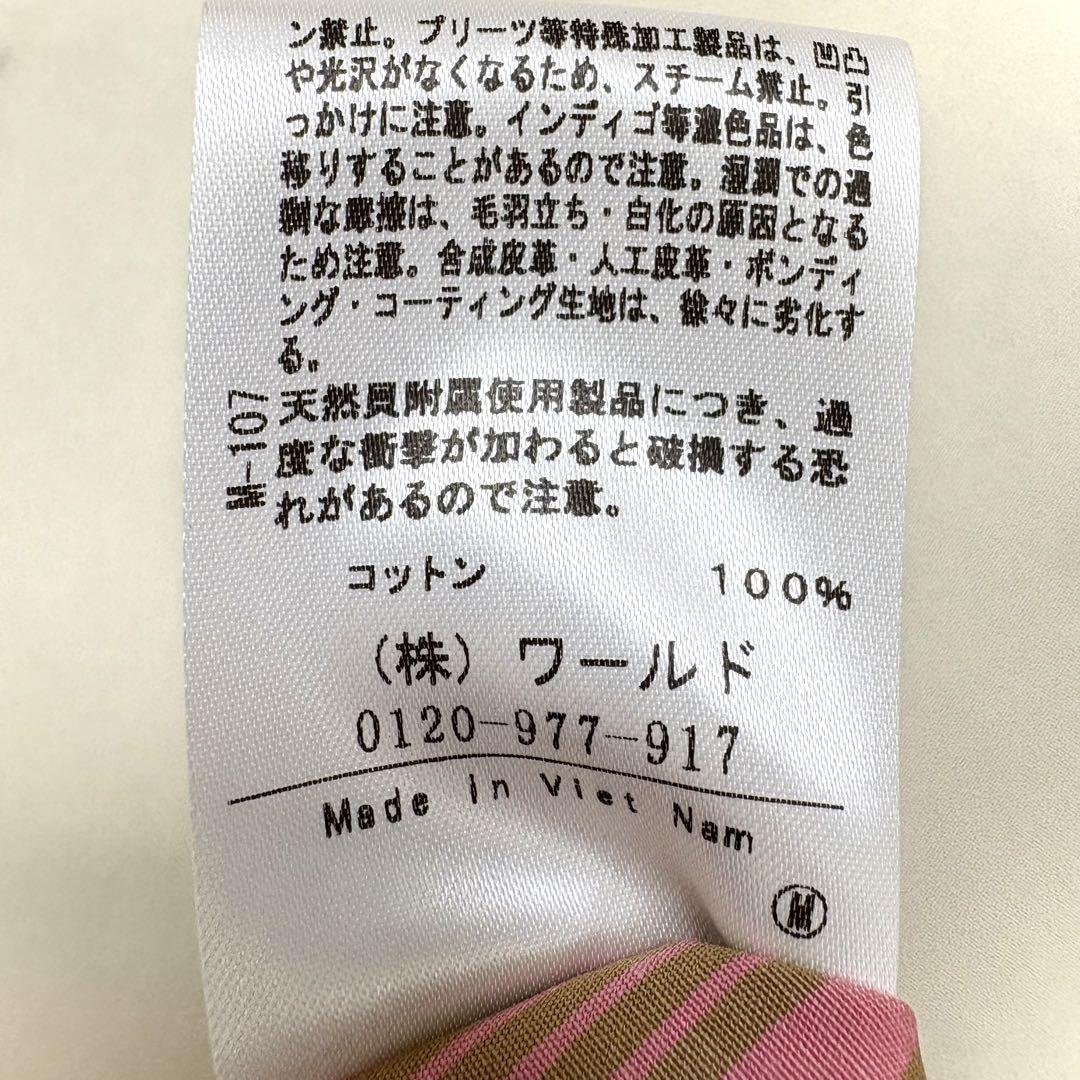 ン禁止。プリーツ等特殊加工製品は、凹凸
や光沢がなくなるため、スチーム禁止。引
っかけに注意。インディゴ等濃色品は、色
移りすることがあるので注意。湿潤での過
剰な摩擦は、毛羽立ち・白化の原因となる
ため注意。合成皮革・人工皮革・ボンディ
ング・コーティング生地は、徐々に劣化す
る。
M-107
天然貝附属使用製品につき、過
度な衝撃が加わると破損する恐
れがあるので注意。
コットン 100%
(株) ワールド
0120-977-917
Made in Viet Nam
M